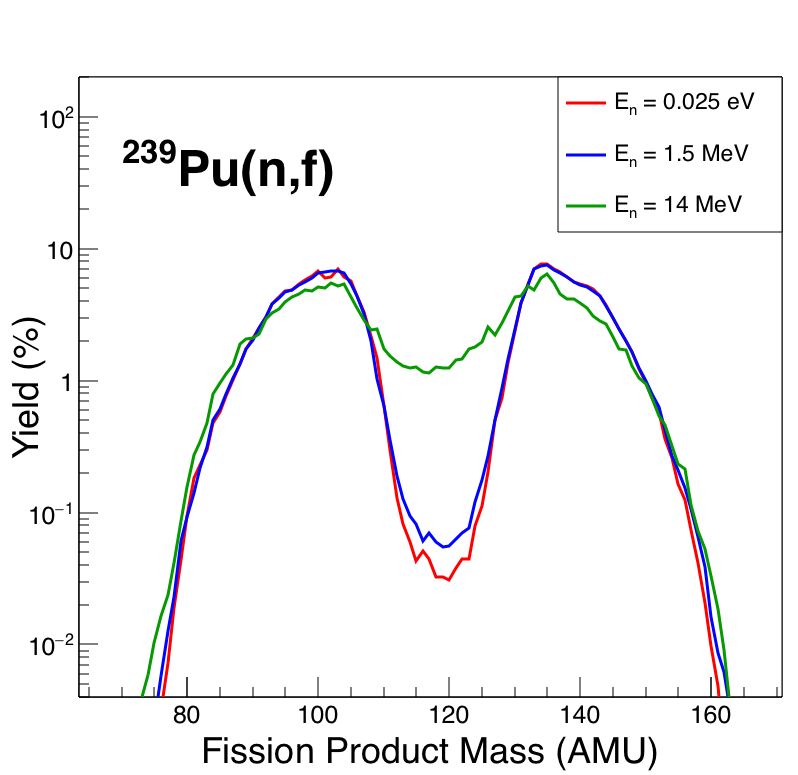 ²³⁹Pu(n,f)
Eₙ = 0.025 eV
Eₙ = 1.5 MeV
Eₙ = 14 MeV
Yield (%)
10²
10
1
10⁻¹
10⁻²
80 100 120 140 160
Fission Product Mass (AMU)